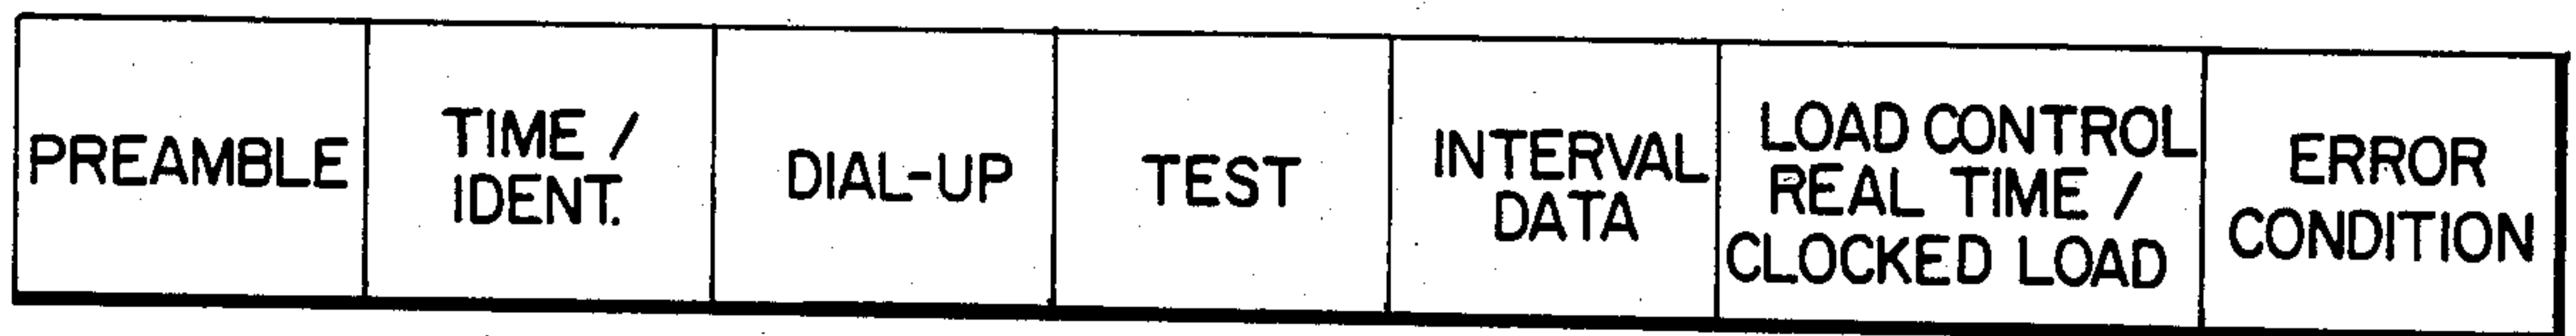 PREAMBLE
TIME /
IDENT.
DIAL-UP
TEST
INTERVAL
DATA
LOAD CONTROL
REAL TIME /
CLOCKED LOAD
ERROR
CONDITION